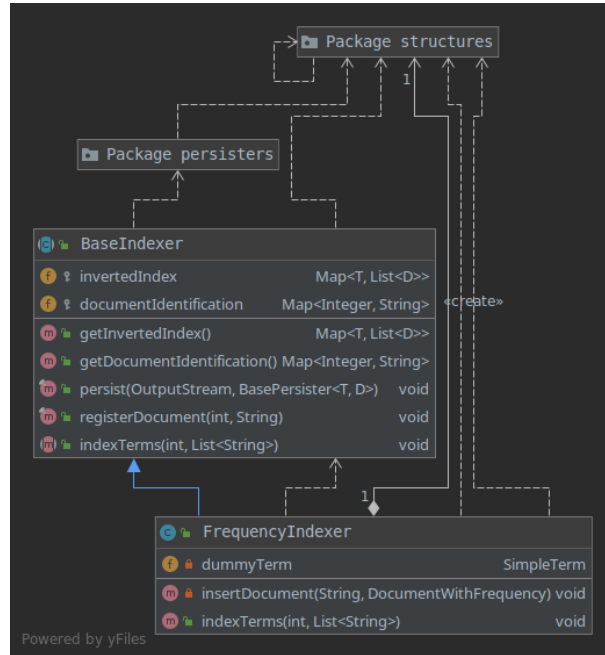 Package structures
1
Package persisters
BaseIndexer
invertedIndex Map<T, List<D>>
documentIdentification Map<Integer, String>
«create»
getInvertedIndex() Map<T, List<D>>
getDocumentIdentification() Map<Integer, String>
persist(OutputStream, BasePersister<T, D>) void
registerDocument(int, String) void
indexTerms(int, List<String>) void
1
FrequencyIndexer
dummyTerm SimpleTerm
insertDocument(String, DocumentWithFrequency) void
indexTerms(int, List<String>) void
Powered by yFiles